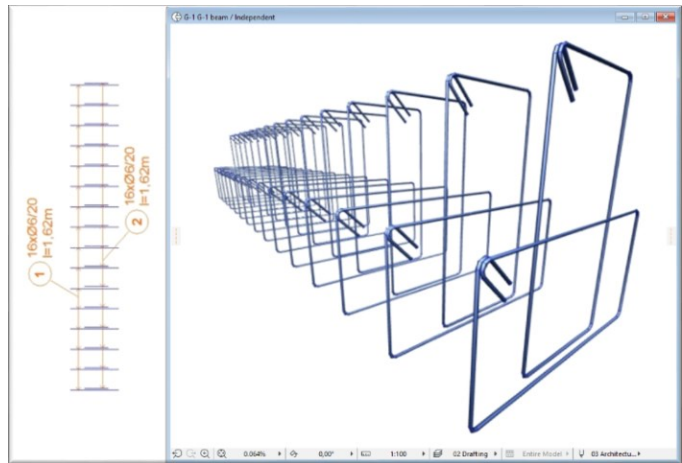 G-1 G-1 beam / Independent
16xØ6/20
l=1,62m
1
16xØ6/20
l=1,62m
2
0.064%
0,00°
1:100
02 Drafting
Entire Model
03 Architectu...